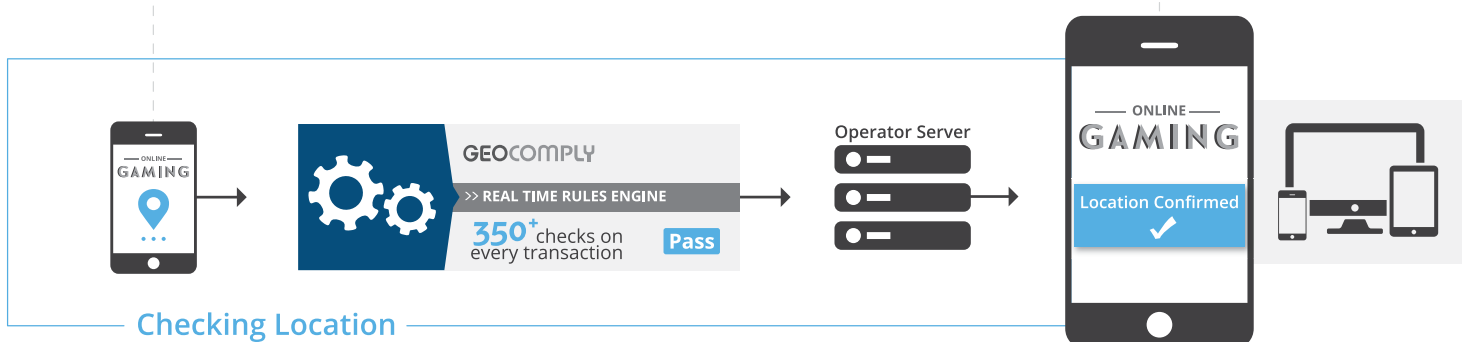 ONLINE
GAMING
GEOCOMPLY
>> REAL TIME RULES ENGINE
350+ checks on
every transaction
Pass
Operator Server
ONLINE
GAMING
Location Confirmed
Checking Location